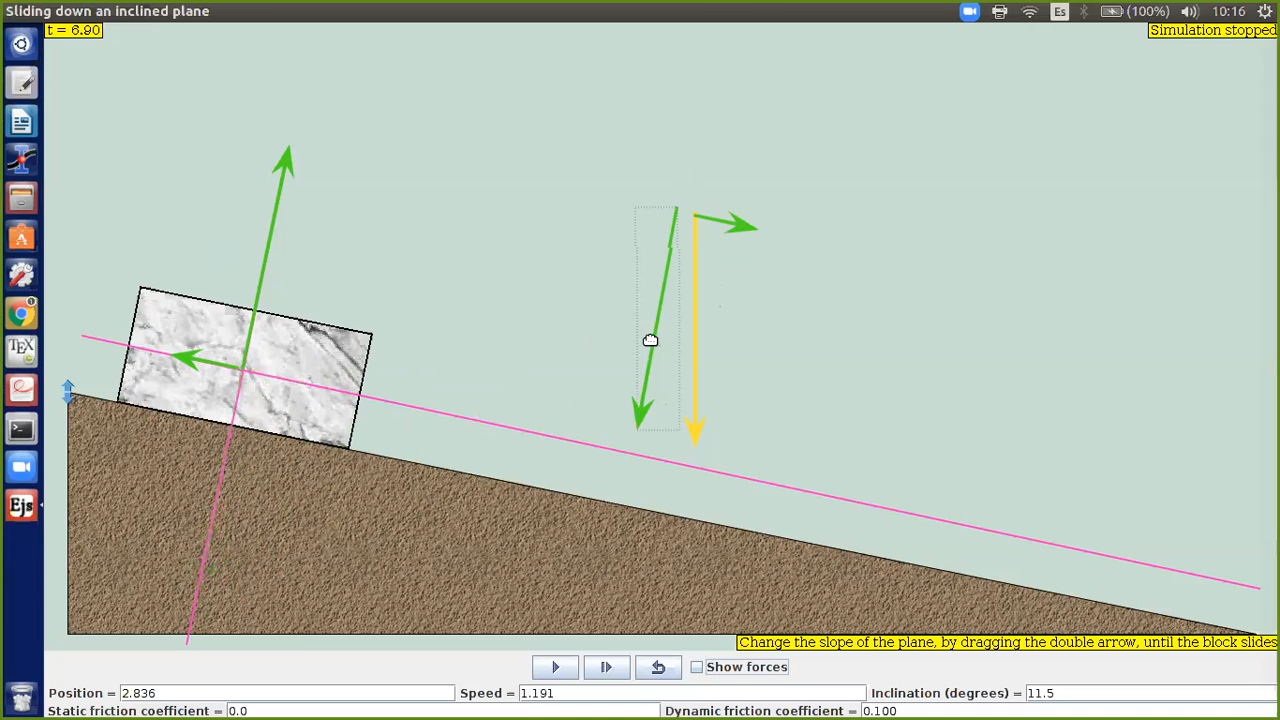 Sliding down an inclined plane
Es
(100%)
10:16
t = 6.90
Simulation stopped
TEX
Ejs
Change the slope of the plane, by dragging the double arrow, until the block slides
Show forces
Position = 2.836
Speed = 1.191
Inclination (degrees) = 11.5
Static friction coefficient = 0.0
Dynamic friction coefficient = 0.100